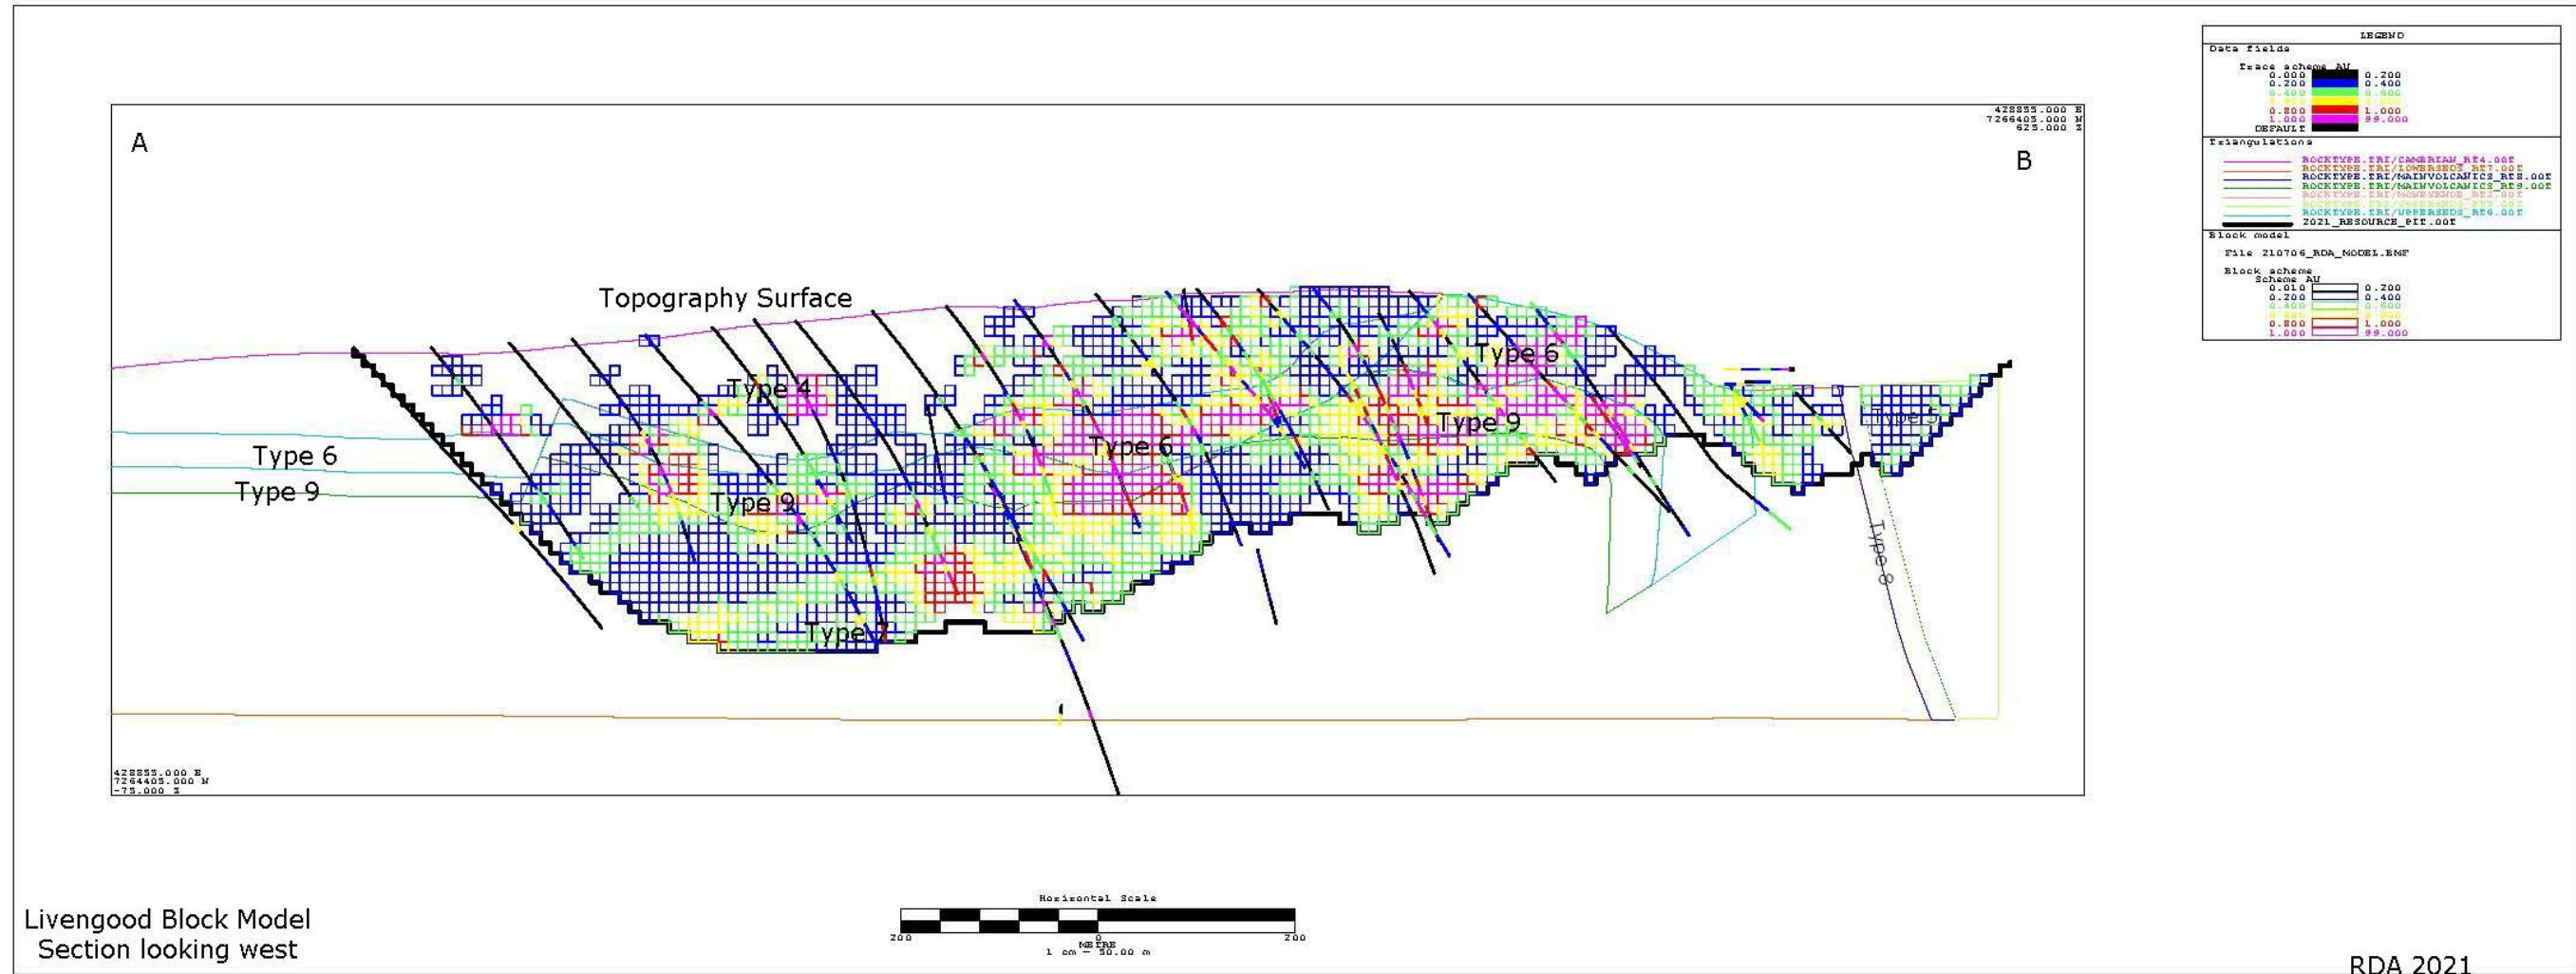 LEGEND
Data fields
Trace scheme AU
0.000 0.200
0.200 0.400
0.400 0.600
0.800 1.000
1.000 99.000
DEFAULT
Triangulations
ROCKTYPE.TRI/CAMBRIAN_RT4.00T
ROCKTYPE.TRI/LOWERSEDS_RT7.00T
ROCKTYPE.TRI/MAINVOLCANICS_RT8.00T
ROCKTYPE.TRI/MAINVOLCANICS_RT9.00T
ROCKTYPE.TRI/UPPERSEDS_RT6.00T
2021_RESOURCE_PIT.00T
Block model
File 210706_RDA_MODEL.BMF
Block scheme
Scheme AU
0.010 0.200
0.200 0.400
0.800 1.000
1.000 99.000
428855.000 E
7266405.000 N
625.000 Z
A
B
Topography Surface
Type 6
Type 4
Type 9
Type 5
Type 6
Type 6
Type 9
Type 9
Type 8
Type 7
428855.000 E
7264405.000 N
-75.000 Z
Horizontal Scale
200 0 200
METRE
1 cm = 50.00 m
Livengood Block Model
Section looking west
RDA 2021